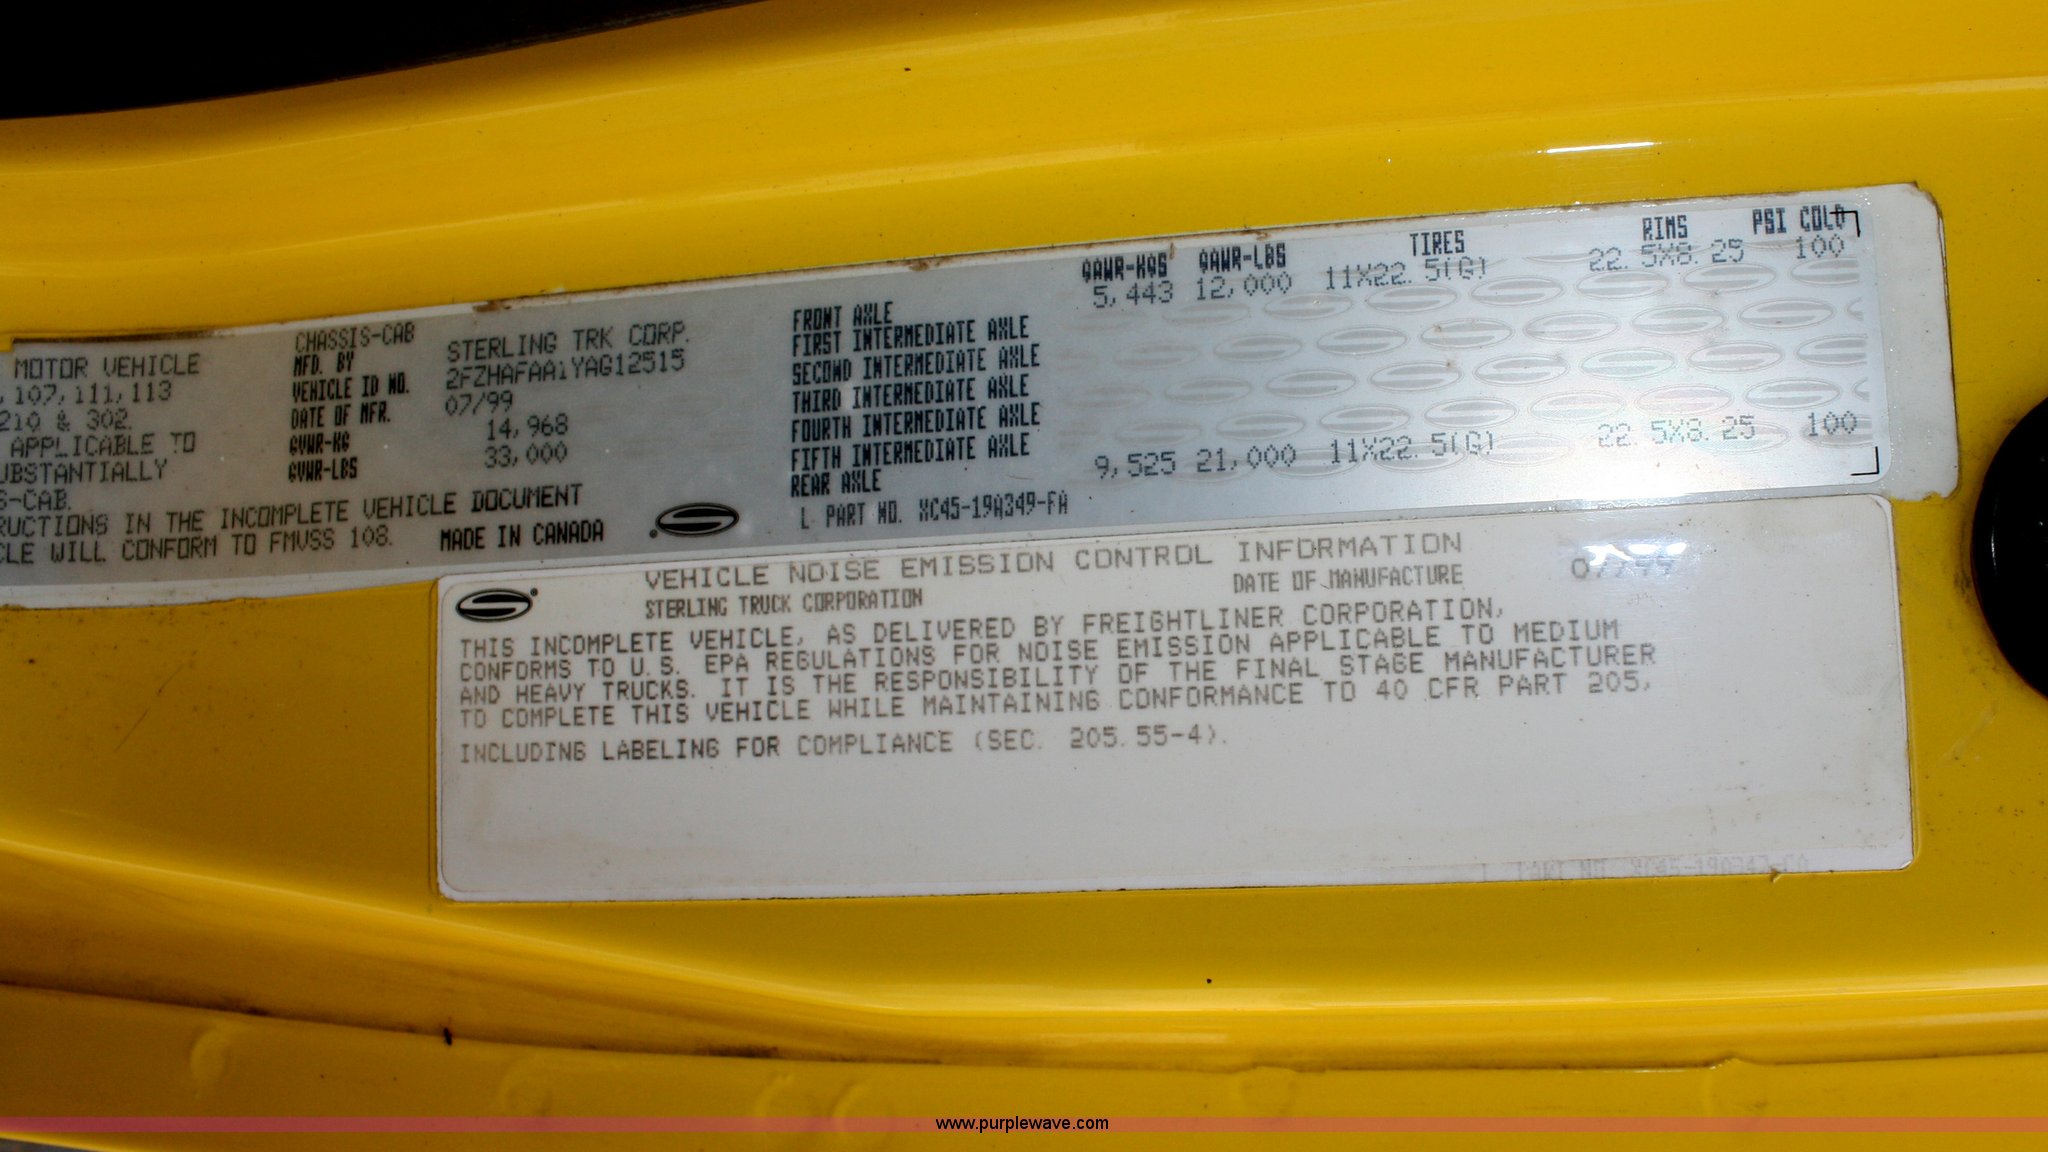 MOTOR VEHICLE
, 107, 111, 113
210 & 302.
APPLICABLE TO
UBSTANTIALLY
S-CAB.
RUCTIONS IN THE INCOMPLETE VEHICLE DOCUMENT
CLE WILL CONFORM TO FMVSS 108.
CHASSIS-CAB
MFD. BY STERLING TRK CORP.
VEHICLE ID NO. 2FZHAFAA1YAG12515
DATE OF MFR. 07/99
GVWR-KG 14,968
GVWR-LBS 33,000
MADE IN CANADA
GAWR-KGS GAWR-LBS TIRES RIMS PSI COLD
FRONT AXLE 5,443 12,000 11X22.5(G) 22.5X8.25 100
FIRST INTERMEDIATE AXLE
SECOND INTERMEDIATE AXLE
THIRD INTERMEDIATE AXLE
FOURTH INTERMEDIATE AXLE
FIFTH INTERMEDIATE AXLE
REAR AXLE 9,525 21,000 11X22.5(G) 22.5X8.25 100
L PART NO. XC45-19A349-FA
VEHICLE NOISE EMISSION CONTROL INFORMATION
STERLING TRUCK CORPORATION DATE OF MANUFACTURE 07/99
THIS INCOMPLETE VEHICLE, AS DELIVERED BY FREIGHTLINER CORPORATION,
CONFORMS TO U.S. EPA REGULATIONS FOR NOISE EMISSION APPLICABLE TO MEDIUM
AND HEAVY TRUCKS. IT IS THE RESPONSIBILITY OF THE FINAL STAGE MANUFACTURER
TO COMPLETE THIS VEHICLE WHILE MAINTAINING CONFORMANCE TO 40 CFR PART 205,
INCLUDING LABELING FOR COMPLIANCE (SEC. 205.55-4).
PART NO.
www.purplewave.com